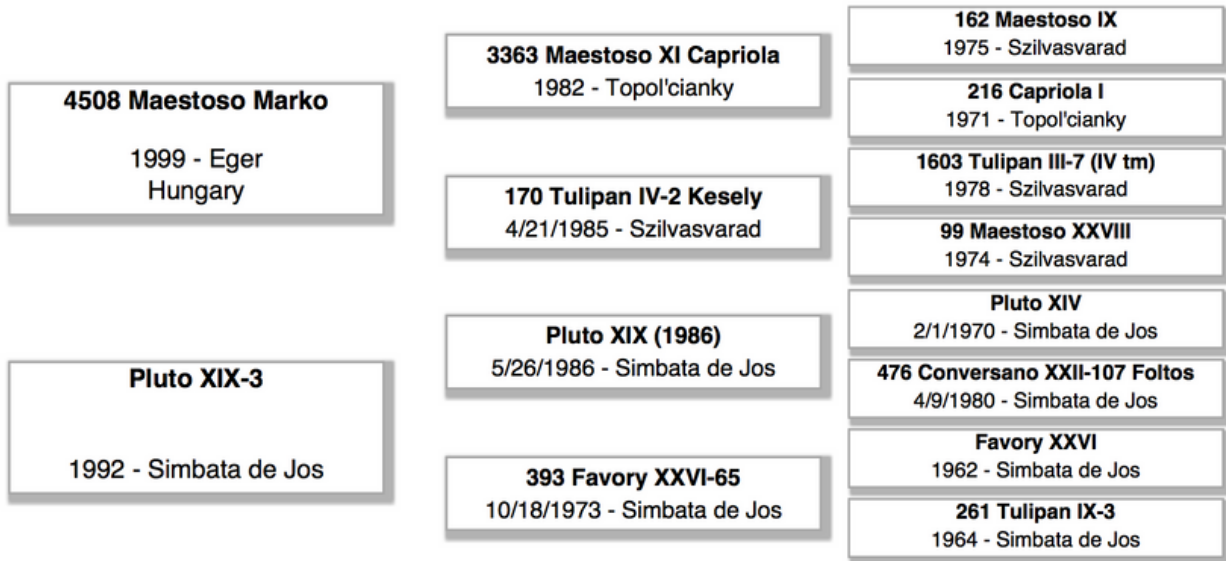 4508 Maestoso Marko
1999 - Eger
Hungary
Pluto XIX-3
1992 - Simbata de Jos
3363 Maestoso XI Capriola
1982 - Topol'cianky
170 Tulipan IV-2 Kesely
4/21/1985 - Szilvasvarad
Pluto XIX (1986)
5/26/1986 - Simbata de Jos
393 Favory XXVI-65
10/18/1973 - Simbata de Jos
162 Maestoso IX
1975 - Szilvasvarad
216 Capriola I
1971 - Topol'cianky
1603 Tulipan III-7 (IV tm)
1978 - Szilvasvarad
99 Maestoso XXVIII
1974 - Szilvasvarad
Pluto XIV
2/1/1970 - Simbata de Jos
476 Conversano XXII-107 Foltos
4/9/1980 - Simbata de Jos
Favory XXVI
1962 - Simbata de Jos
261 Tulipan IX-3
1964 - Simbata de Jos